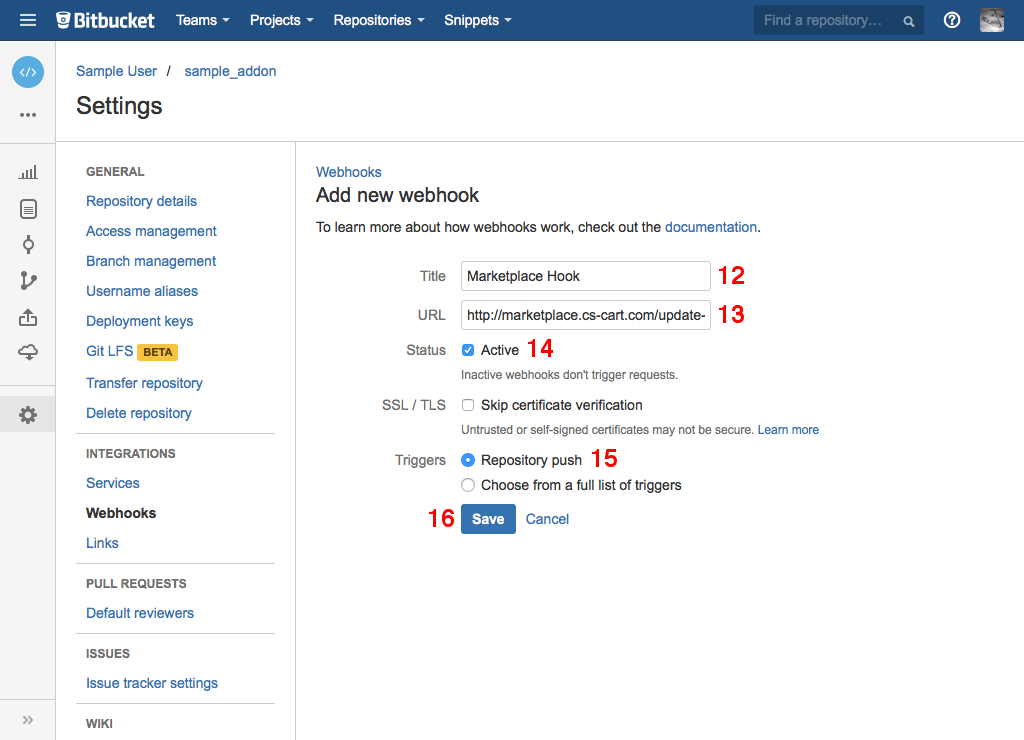 Bitbucket Teams Projects Repositories Snippets Find a repository...
Sample User / sample_addon
Settings
GENERAL
Repository details
Access management
Branch management
Username aliases
Deployment keys
Git LFS BETA
Transfer repository
Delete repository
INTEGRATIONS
Services
Webhooks
Links
PULL REQUESTS
Default reviewers
ISSUES
Issue tracker settings
WIKI
Webhooks
Add new webhook
To learn more about how webhooks work, check out the documentation.
Title Marketplace Hook 12
URL http://marketplace.cs-cart.com/update- 13
Status Active 14
Inactive webhooks don't trigger requests.
SSL / TLS Skip certificate verification
Untrusted or self-signed certificates may not be secure. Learn more
Triggers Repository push 15
Choose from a full list of triggers
16 Save Cancel